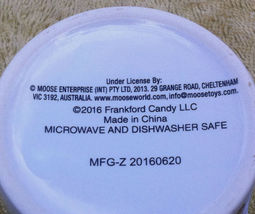 Under License By:
© MOOSE ENTERPRISE (INT) PTY LTD, 2013. 29 GRANGE ROAD, CHELTENHAM
VIC 3192, AUSTRALIA. www.mooseworld.com, info@moosetoys.com.
©2016 Frankford Candy LLC
Made in China
MICROWAVE AND DISHWASHER SAFE
MFG-Z 20160620